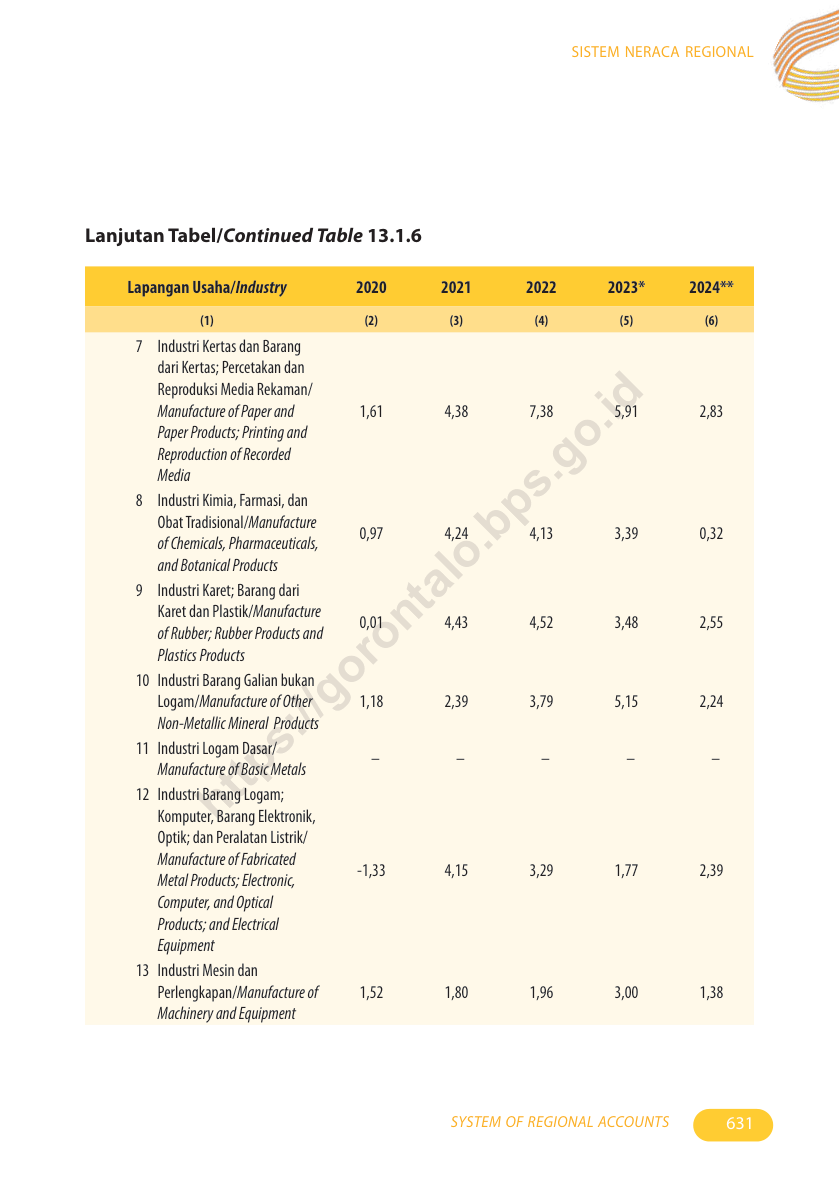 SISTEM NERACA REGIONAL
Lanjutan Tabel/Continued Table 13.1.6
Lapangan Usaha/Industry 2020 2021 2022 2023* 2024**
(1) (2) (3) (4) (5) (6)
7 Industri Kertas dan Barang
dari Kertas; Percetakan dan
Reproduksi Media Rekaman/
Manufacture of Paper and 1,61 4,38 7,38 5,91 2,83
Paper Products; Printing and
Reproduction of Recorded
Media
8 Industri Kimia, Farmasi, dan
Obat Tradisional/Manufacture
of Chemicals, Pharmaceuticals, 0,97 4,24 4,13 3,39 0,32
and Botanical Products
9 Industri Karet; Barang dari
Karet dan Plastik/Manufacture
of Rubber; Rubber Products and 0,01 4,43 4,52 3,48 2,55
Plastics Products
10 Industri Barang Galian bukan
Logam/Manufacture of Other 1,18 2,39 3,79 5,15 2,24
Non-Metallic Mineral Products
11 Industri Logam Dasar/
Manufacture of Basic Metals – – – – –
12 Industri Barang Logam;
Komputer, Barang Elektronik,
Optik; dan Peralatan Listrik/
Manufacture of Fabricated
Metal Products; Electronic, -1,33 4,15 3,29 1,77 2,39
Computer, and Optical
Products; and Electrical
Equipment
13 Industri Mesin dan
Perlengkapan/Manufacture of 1,52 1,80 1,96 3,00 1,38
Machinery and Equipment
https://gorontalo.bps.go.id
SYSTEM OF REGIONAL ACCOUNTS 631